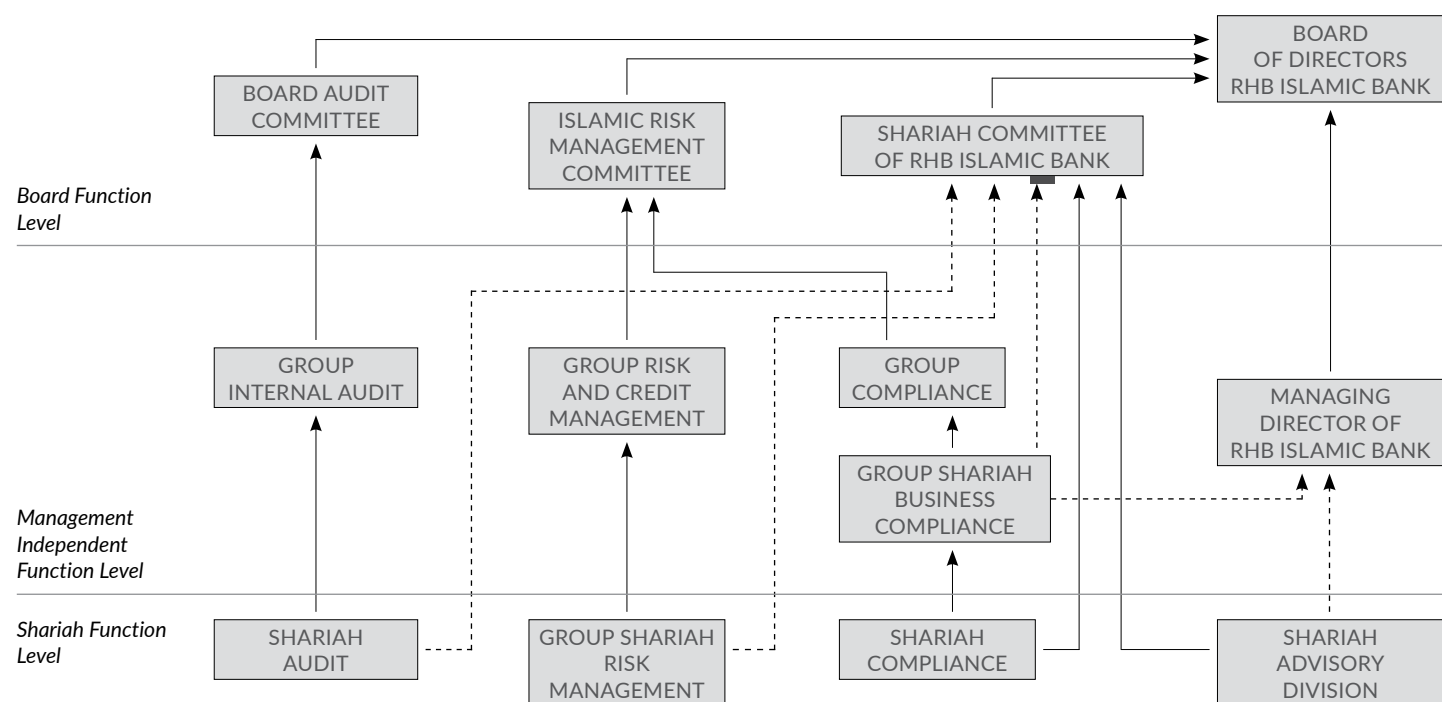 BOARD
OF DIRECTORS
RHB ISLAMIC BANK
BOARD AUDIT
COMMITTEE
ISLAMIC RISK
MANAGEMENT
COMMITTEE
SHARIAH COMMITTEE
OF RHB ISLAMIC BANK
Board Function
Level
GROUP
INTERNAL AUDIT
GROUP RISK
AND CREDIT
MANAGEMENT
GROUP
COMPLIANCE
MANAGING
DIRECTOR OF
RHB ISLAMIC BANK
GROUP SHARIAH
BUSINESS
COMPLIANCE
Management
Independent
Function Level
Shariah Function
Level
SHARIAH
AUDIT
GROUP SHARIAH
RISK
MANAGEMENT
SHARIAH
COMPLIANCE
SHARIAH
ADVISORY
DIVISION